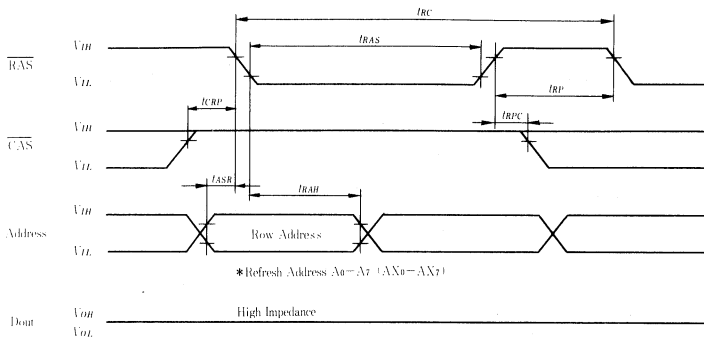 tRC
VIH
tRAS
RAS
VIL
tRP
tCRP
tRPC
VIH
CAS
VIL
tASR
tRAH
VIH
Address
Row Address
VIL
*Refresh Address A0–A7 (AX0–AX7)
VOH
High Impedance
Dout
VOL